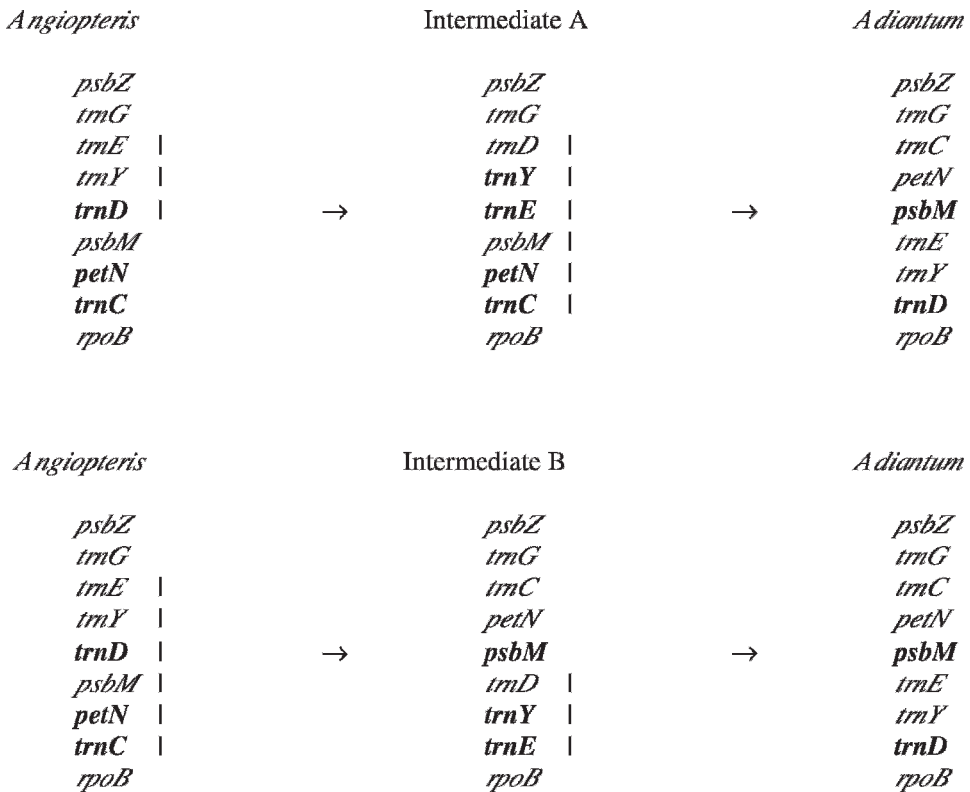 Angiopteris Intermediate A Adiantum
psbZ psbZ psbZ
trnG trnG trnG
trnE | trnD | trnC
trnY | trnY | petN
trnD | → trnE | → psbM
psbM psbM | trnE
petN petN | trnY
trnC trnC | trnD
rpoB rpoB rpoB
Angiopteris Intermediate B Adiantum
psbZ psbZ psbZ
trnG trnG trnG
trnE | trnC trnC
trnY | petN petN
trnD | → psbM → psbM
psbM | trnD | trnE
petN | trnY | trnY
trnC | trnE | trnD
rpoB rpoB rpoB